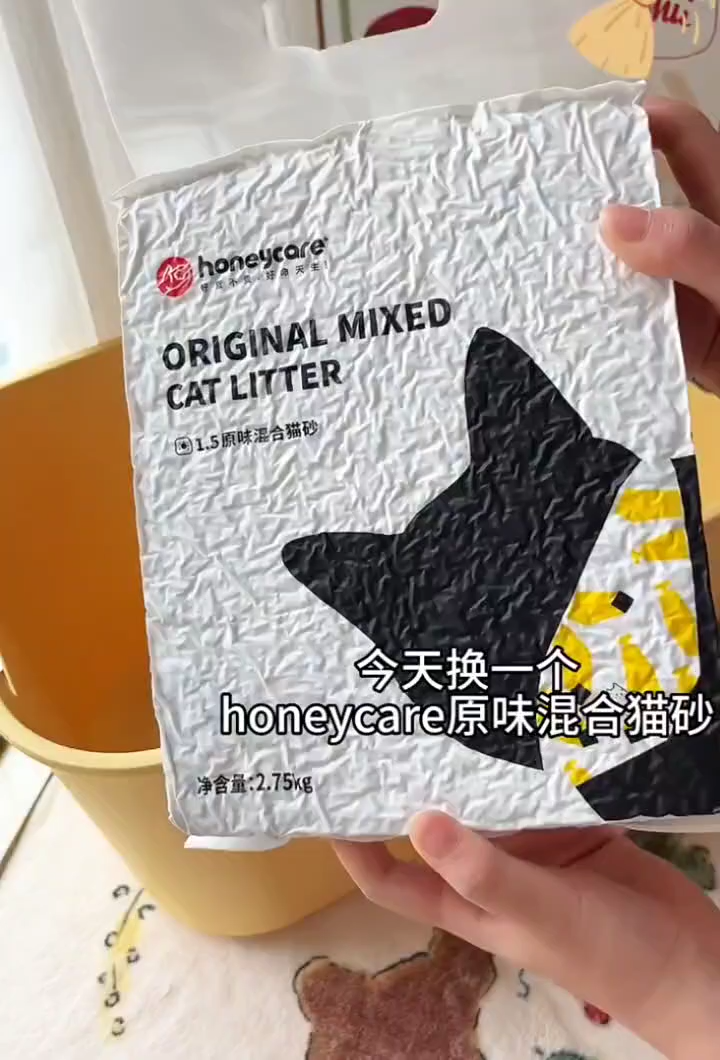 honeycare
ORIGINAL MIXED
CAT LITTER
1.5原味混合猫砂
今天换一个
honeycare原味混合猫砂
净含量:2.75kg